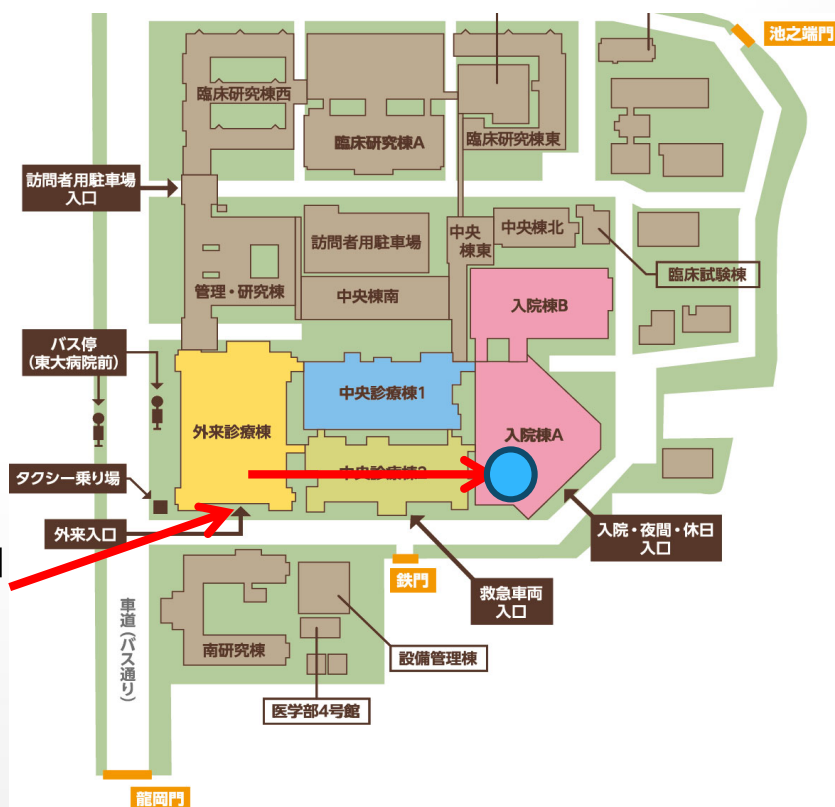 池之端門
臨床研究棟西
臨床研究棟A
臨床研究棟東
訪問者用駐車場
入口
訪問者用駐車場
中央
棟東
中央棟北
臨床試験棟
管理・研究棟
中央棟南
入院棟B
バス停
(東大病院前)
外来診療棟
中央診療棟1
入院棟A
中央診療棟2
タクシー乗り場
外来入口
入院・夜間・休日
入口
鉄門
救急車両
入口
車道(バス通り)
南研究棟
設備管理棟
医学部4号館
龍岡門